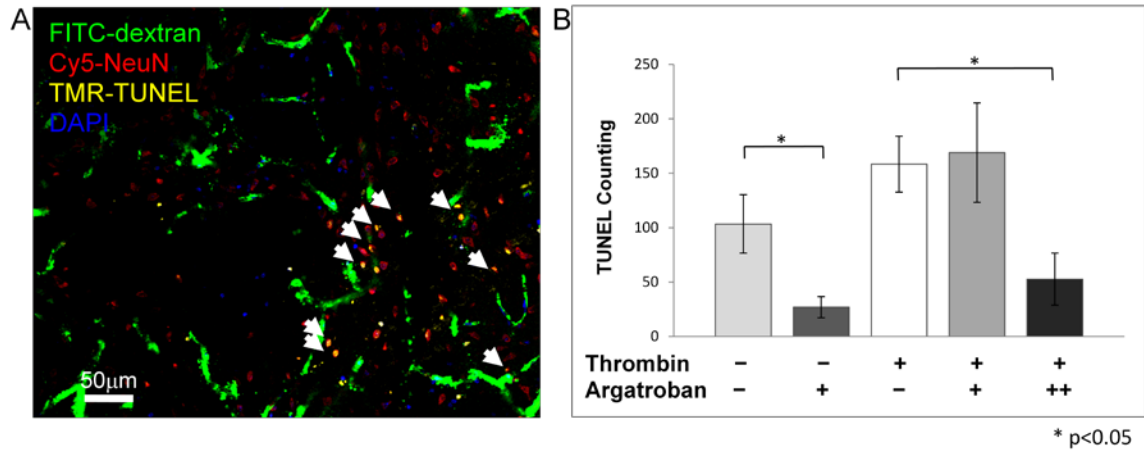 A
FITC-dextran
Cy5-NeuN
TMR-TUNEL
DAPI
50μm
B
TUNEL Counting
250
200
150
100
50
0
*
*
Thrombin − − + + +
Argatroban − + − + ++
* p<0.05